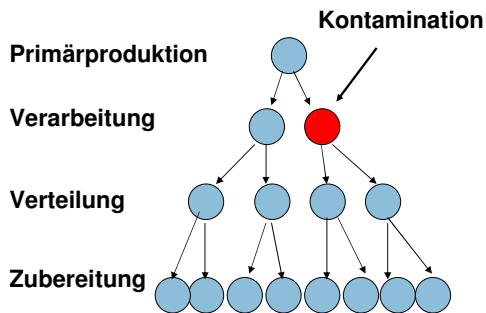 Kontamination
Primärproduktion
Verarbeitung
Verteilung
Zubereitung